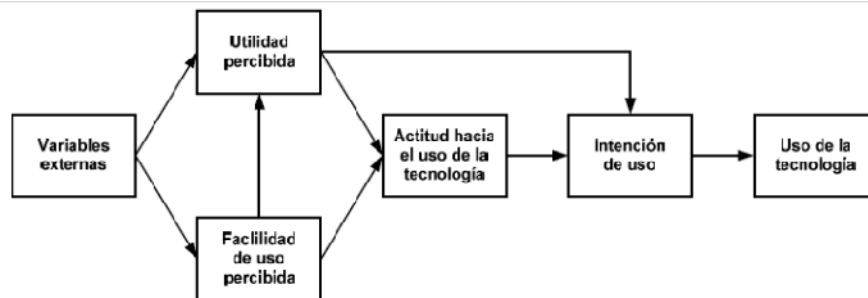 Utilidad
percibida
Variables
externas
Actitud hacia
el uso de la
tecnología
Intención
de uso
Uso de la
tecnología
Faclilidad
de uso
percibida